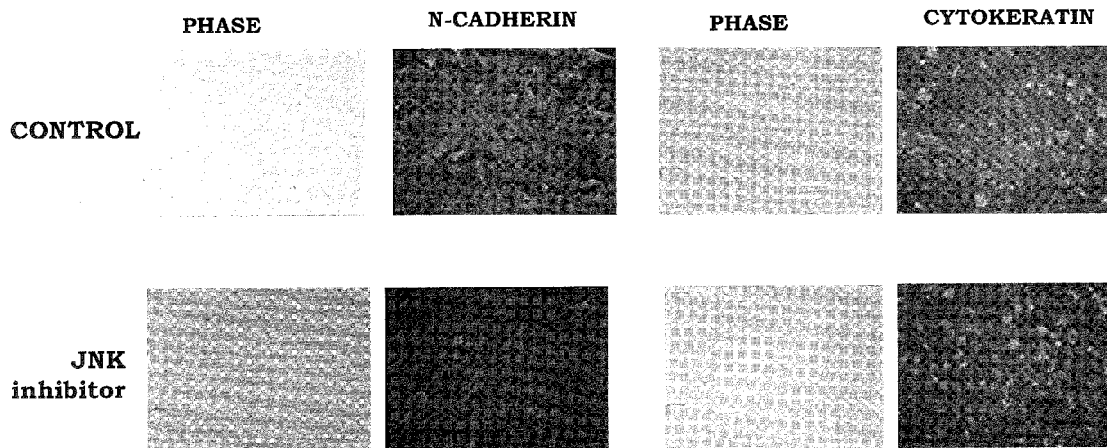 PHASE
N-CADHERIN
PHASE
CYTOKERATIN
CONTROL
JNK
inhibitor